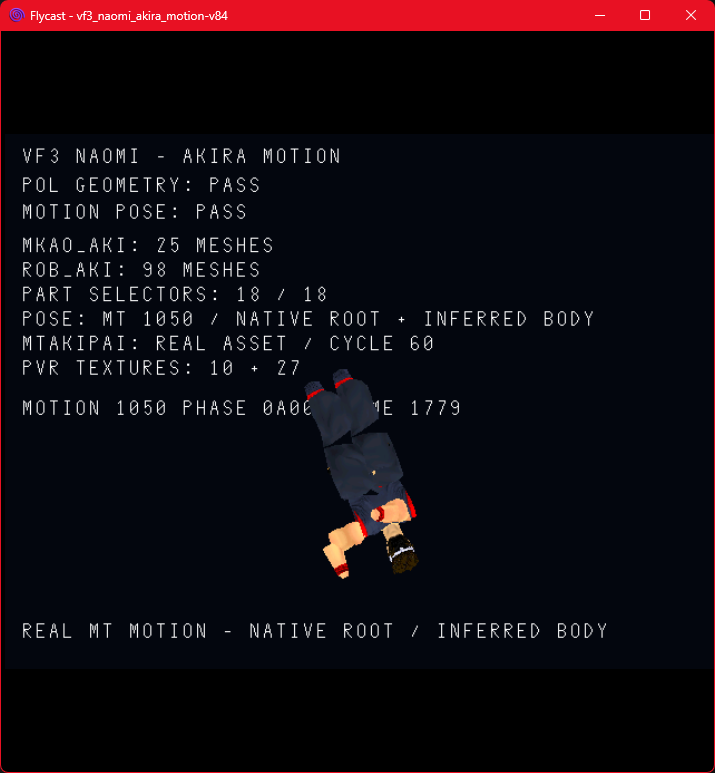 Flycast - vf3_naomi_akira_motion-v84
VF3 NAOMI - AKIRA MOTION
POL GEOMETRY: PASS
MOTION POSE: PASS
MKAO_AKI: 25 MESHES
ROB_AKI: 98 MESHES
PART SELECTORS: 18 / 18
POSE: MT 1050 / NATIVE ROOT + INFERRED BODY
MTAKIPAI: REAL ASSET / CYCLE 60
PVR TEXTURES: 10 + 27
MOTION 1050 PHASE 1779
REAL MT MOTION - NATIVE ROOT / INFERRED BODY